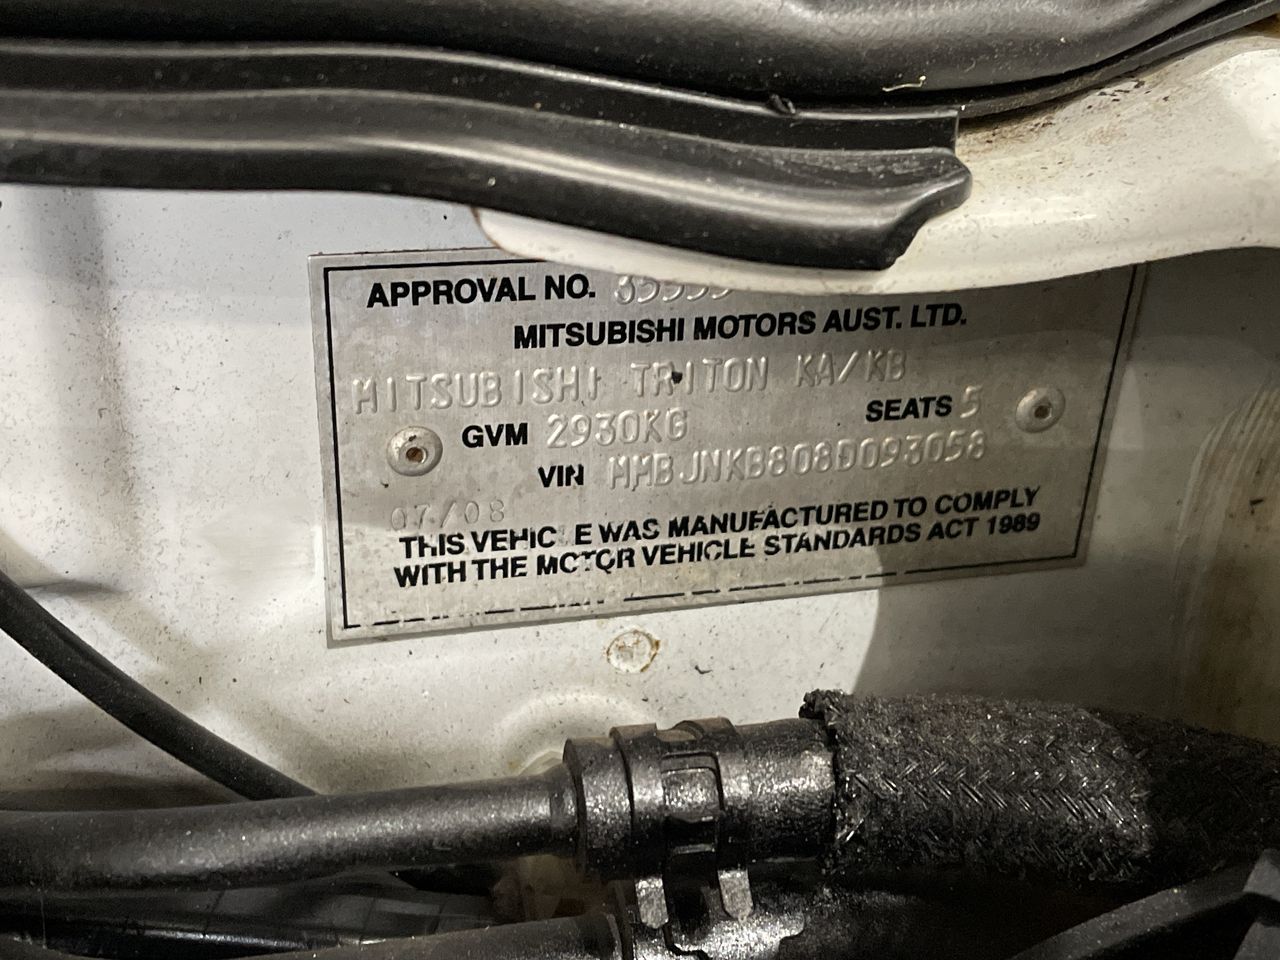 APPROVAL NO.
MITSUBISHI MOTORS AUST. LTD.
MITSUBISHI TRITON KA/KB
GVM 2930KG SEATS 5
VIN MMBJNKB808D093058
07/08
THIS VEHICLE WAS MANUFACTURED TO COMPLY
WITH THE MOTOR VEHICLE STANDARDS ACT 1989